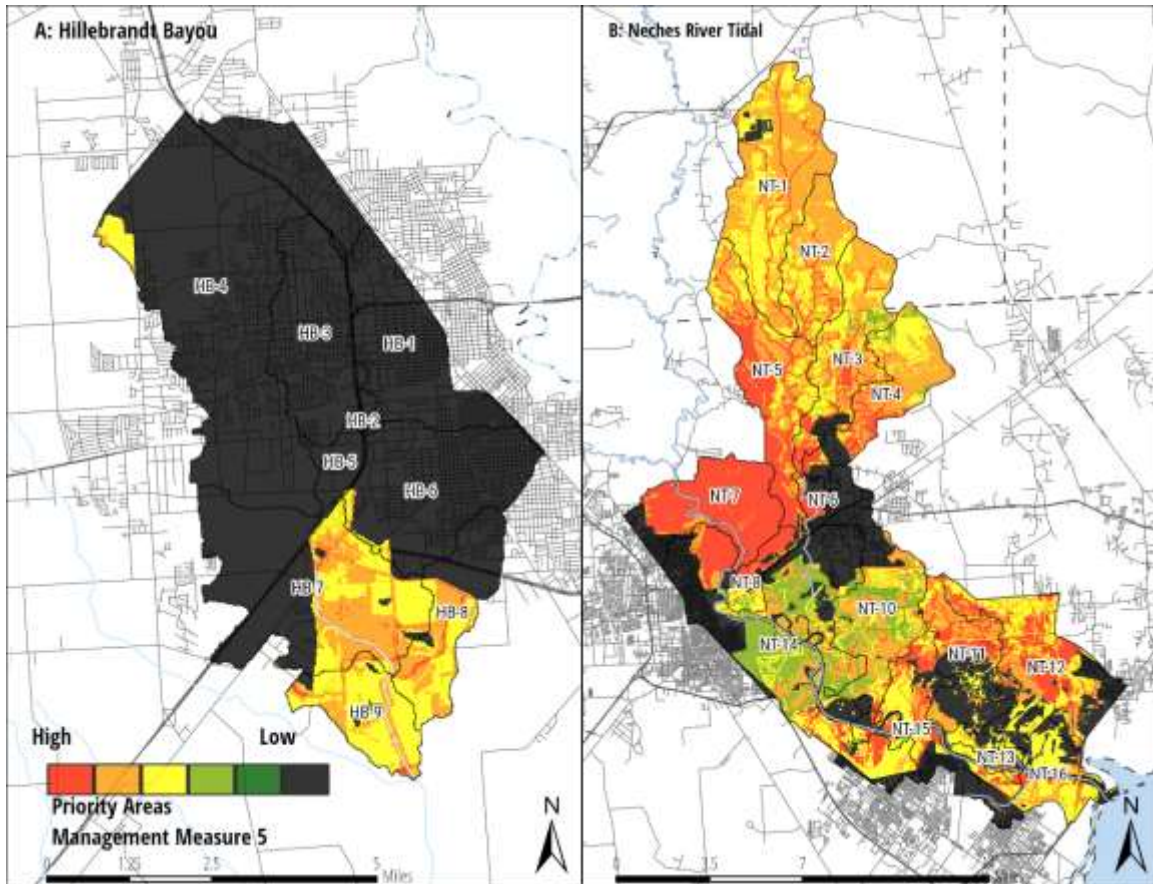 A: Hillebrandt Bayou
HB-4
HB-3
HB-1
HB-2
HB-5
HB-6
HB-7
HB-8
HB-9
High Low
Priority Areas
Management Measure 5
N
0 1.25 2.5 5
Miles
B: Neches River Tidal
NT-1
NT-2
NT-3
NT-5
NT-4
NT-7
NT-6
NT-8
NT-10
NT-14
NT-11
NT-12
NT-15
NT-13
NT-16
N
0 7